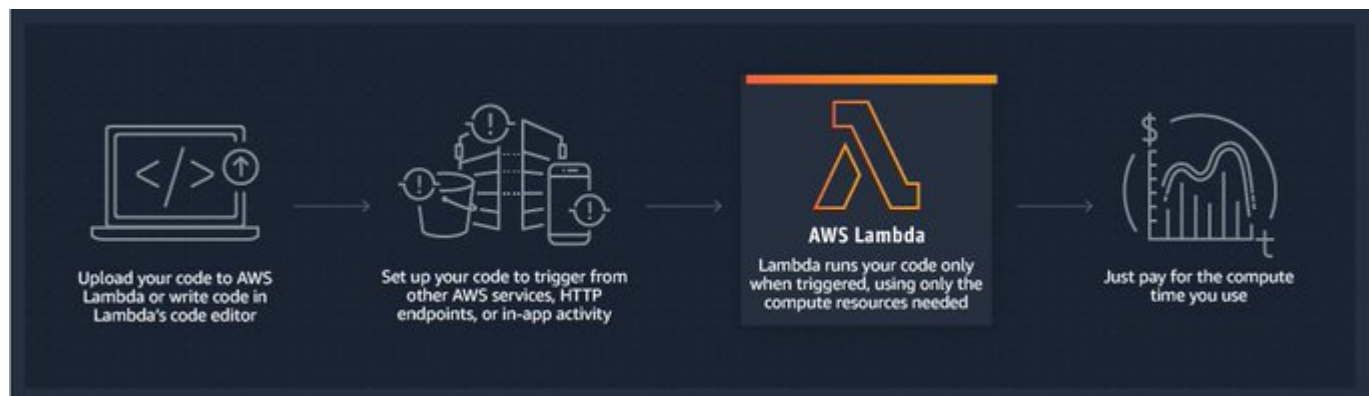 </>
Upload your code to AWS
Lambda or write code in
Lambda's code editor
Set up your code to trigger from
other AWS services, HTTP
endpoints, or in-app activity
AWS Lambda
Lambda runs your code only
when triggered, using only the
compute resources needed
$
t
Just pay for the compute
time you use